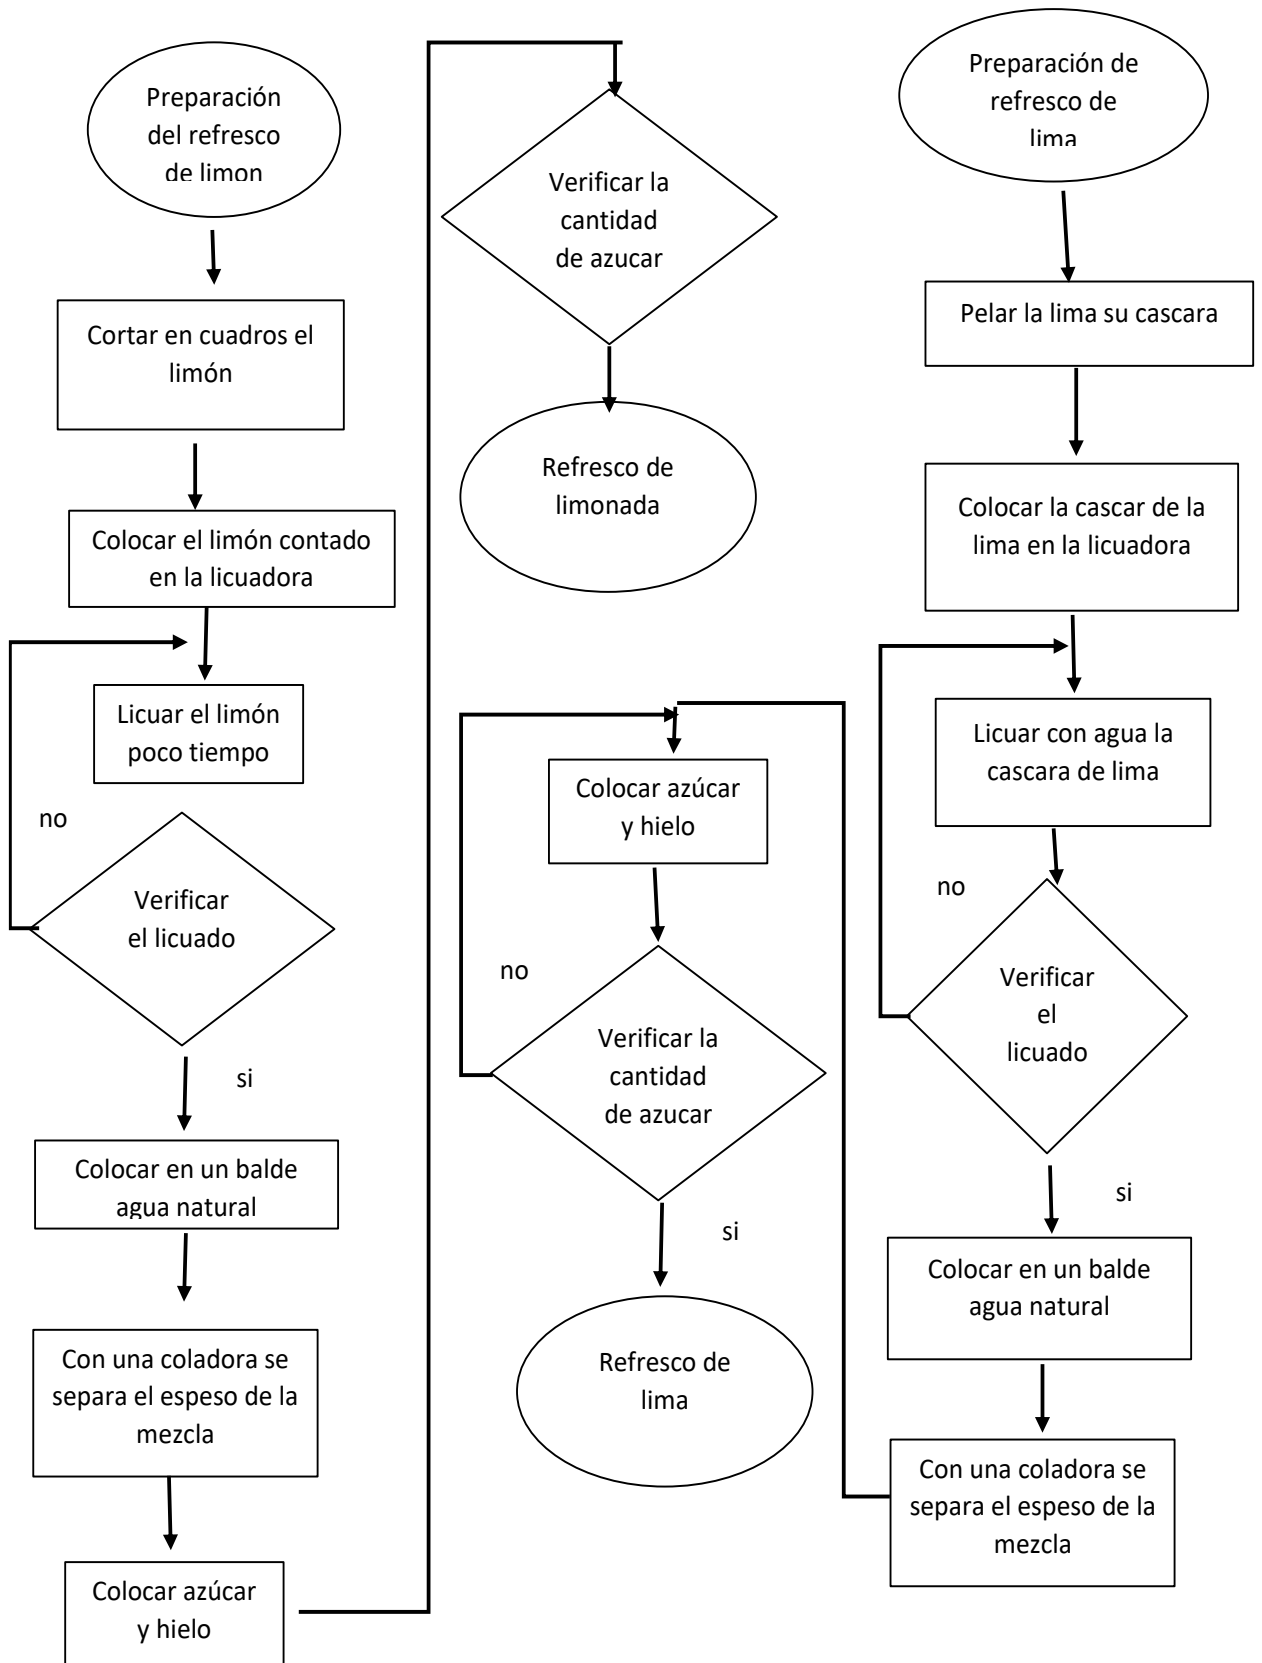 Preparación
del refresco
de limon
Cortar en cuadros el
limón
Colocar el limón contado
en la licuadora
Licuar el limón
poco tiempo
no
Verificar
el licuado
si
Colocar en un balde
agua natural
Con una coladora se
separa el espeso de la
mezcla
Colocar azúcar
y hielo
Verificar la
cantidad
de azucar
Refresco de
limonada
Preparación de
refresco de
lima
Pelar la lima su cascara
Colocar la cascar de la
lima en la licuadora
Licuar con agua la
cascara de lima
no
Verificar
el
licuado
si
Colocar en un balde
agua natural
Con una coladora se
separa el espeso de la
mezcla
Colocar azúcar
y hielo
no
Verificar la
cantidad
de azucar
si
Refresco de
lima